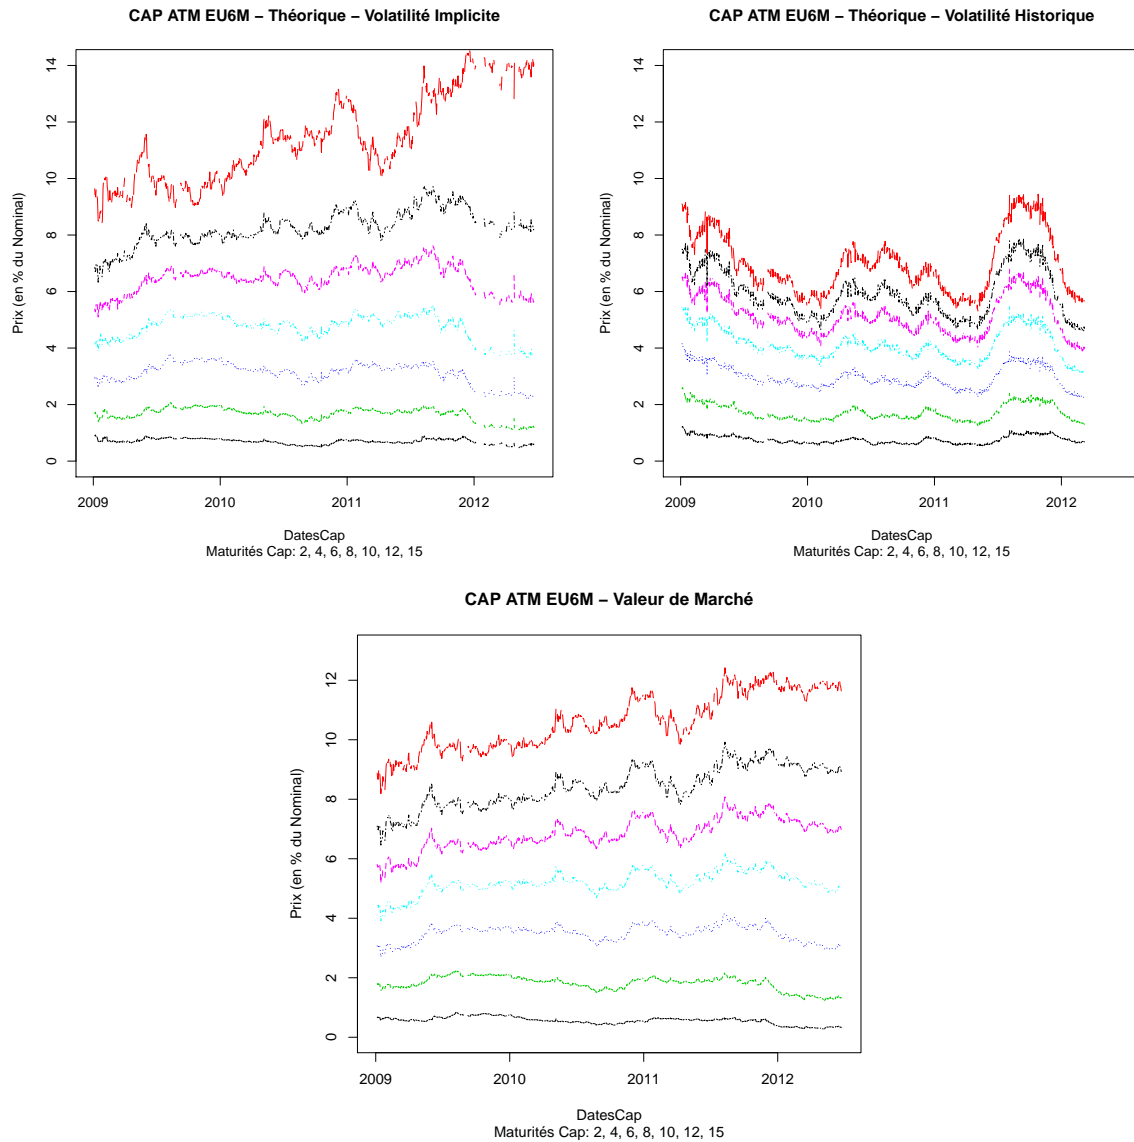 CAP ATM EU6M – Théorique – Volatilité Implicite
Prix (en % du Nominal)
14
12
10
8
6
4
2
0
2009 2010 2011 2012
DatesCap
Maturités Cap: 2, 4, 6, 8, 10, 12, 15
CAP ATM EU6M – Théorique – Volatilité Historique
Prix (en % du Nominal)
14
12
10
8
6
4
2
0
2009 2010 2011 2012
DatesCap
Maturités Cap: 2, 4, 6, 8, 10, 12, 15
CAP ATM EU6M – Valeur de Marché
Prix (en % du Nominal)
12
10
8
6
4
2
0
2009 2010 2011 2012
DatesCap
Maturités Cap: 2, 4, 6, 8, 10, 12, 15